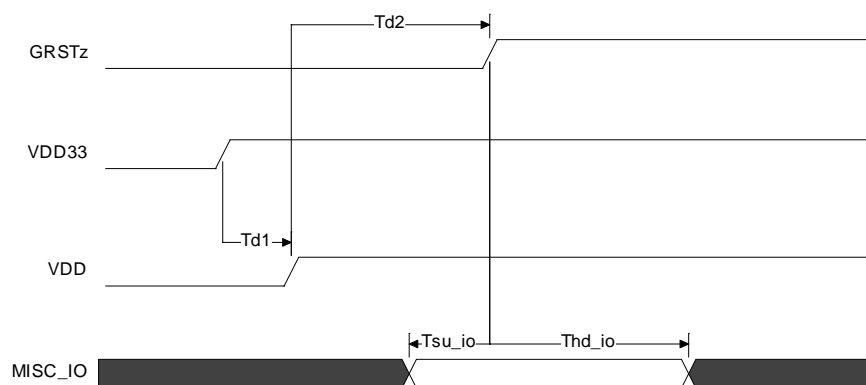 Td2
GRSTz
VDD33
Td1
VDD
Tsu_io Thd_io
MISC_IO